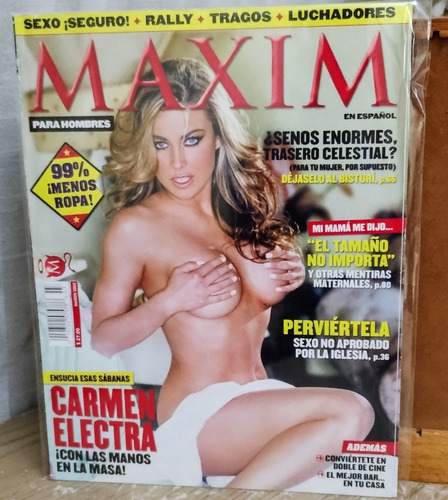 SEXO ¡SEGURO! + RALLY + TRAGOS + LUCHADORES
MAXIM
EN ESPAÑOL
PARA HOMBRES
99%
¡MENOS
ROPA!
¿SENOS ENORMES,
TRASERO CELESTIAL?
(PARA TU MUJER, POR SUPUESTO)
DÉJASELO AL BISTURÍ, p.66
MI MAMÁ ME DIJO...
"EL TAMAÑO
NO IMPORTA"
Y OTRAS MENTIRAS
MATERNALES, p.80
PERVIÉRTELA
SEXO NO APROBADO
POR LA IGLESIA, p.36
M
$ 27.00
ENSUCIA ESAS SÁBANAS
CARMEN
ELECTRA
¡CON LAS MANOS
EN LA MASA!
ADEMÁS
+ CONVIÉRTETE EN
DOBLE DE CINE
+ EL MEJOR BAR...
EN TU CASA